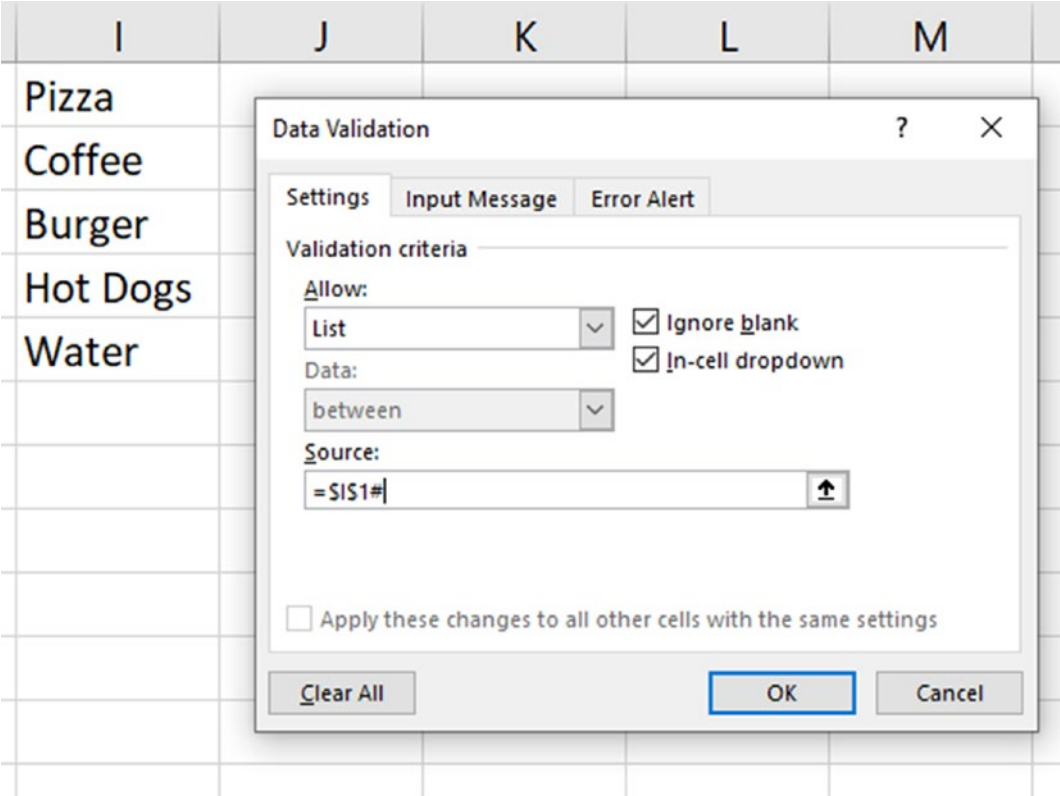 I J K L M
Pizza
Coffee
Burger
Hot Dogs
Water
Data Validation ?
Settings Input Message Error Alert
Validation criteria
Allow:
List
Ignore blank
In-cell dropdown
Data:
between
Source:
=$I$1#
Apply these changes to all other cells with the same settings
Clear All OK Cancel